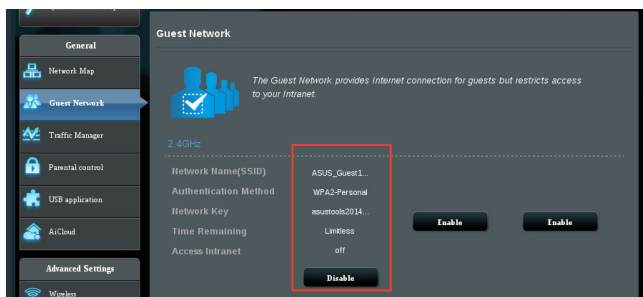 General
Network Map
Guest Network
Traffic Manager
Parental control
USB application
AiCloud
Advanced Settings
Wireless
Guest Network
The Guest Network provides Internet connection for guests but restricts access
to your Intranet.
2.4GHz
Network Name(SSID) ASUS_Guest1...
Authentication Method WPA2-Personal
Network Key asustools2014...
Time Remaining Limitless
Access Intranet off
Disable
Enable
Enable